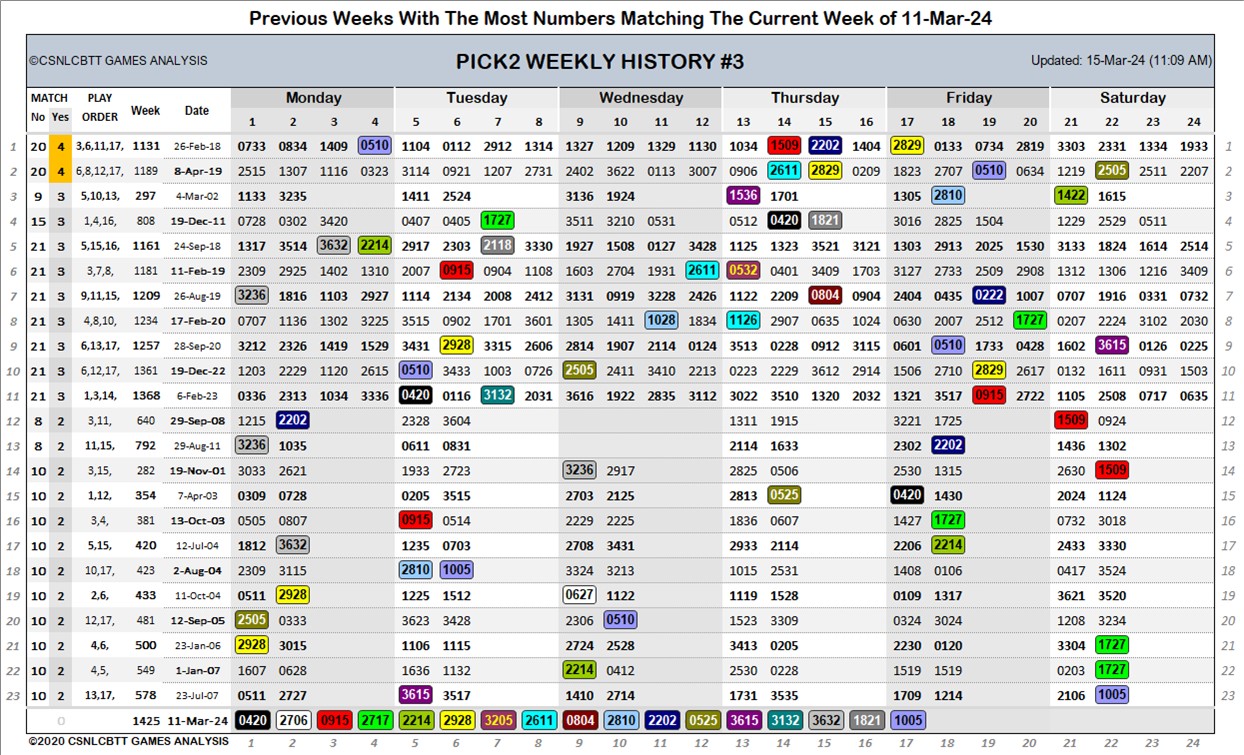 Previous Weeks With The Most Numbers Matching The Current Week of 11-Mar-24
©CSNLCBTT GAMES ANALYSIS PICK2 WEEKLY HISTORY #3 Updated: 15-Mar-24 (11:09 AM)
MATCH PLAY Week Date Monday Tuesday Wednesday Thursday Friday Saturday
No Yes ORDER 1 2 3 4 5 6 7 8 9 10 11 12 13 14 15 16 17 18 19 20 21 22 23 24
1 20 4 3,6,11,17, 1131 26-Feb-18 0733 0834 1409 0510 1104 0112 2912 1314 1327 1209 1329 1130 1034 1509 2202 1404 2829 0133 0734 2819 3303 2331 1334 1933 1
2 20 4 6,8,12,17, 1189 8-Apr-19 2515 1307 1116 0323 3114 0921 1207 2731 2402 3622 0123 3007 0906 2611 2829 0209 1823 2707 0510 0634 1219 2505 2511 2207 2
3 9 3 5,10,13, 297 4-Mar-02 1133 3235 1411 2524 3136 1924 1536 1701 1305 2810 1422 1615 3
4 15 3 1,4,16, 808 19-Dec-11 0728 0302 3420 0407 0405 1727 3511 3210 0531 0512 0420 1821 3016 3225 1504 1229 2529 0511 4
5 21 3 5,15,16, 1161 24-Sep-18 1317 3514 3632 2214 2917 2303 2118 3330 1927 1508 0127 3428 1125 1323 3521 3121 1303 2913 2025 1530 3133 1824 1614 2514 5
6 21 3 3,7,8, 1181 11-Feb-19 2309 2925 1402 1310 2007 0915 0904 1108 1603 2704 1931 2611 0532 0401 3409 1703 3127 2733 2509 2908 1312 1306 1216 3409 6
7 21 3 9,11,15, 1209 26-Aug-19 3236 1816 1103 2927 1114 2134 2008 2412 3131 0919 3228 2426 1122 2209 0804 0904 2404 0435 0222 1007 0707 1916 0331 0732 7
8 21 3 4,8,10, 1234 17-Feb-20 0707 1136 1302 3225 3515 0902 1701 3601 1305 1411 1028 1834 1126 2907 0635 1024 0630 2007 2512 1727 0207 2224 3102 2030 8
9 21 3 6,13,17, 1257 28-Sep-20 3212 2326 1419 1529 3431 2928 3315 2606 2814 1907 2114 0124 3513 0228 0912 3115 0601 0510 1733 0428 1602 3615 0126 0225 9
10 21 3 6,12,17, 1361 19-Dec-22 1203 2229 1120 2615 0510 3433 1003 0726 2505 2411 3410 2213 0223 2229 3612 2914 1506 2710 2829 2617 0132 1611 0931 1503 10
11 21 3 1,3,14, 1368 6-Feb-23 0336 2313 1034 3336 0420 0116 3132 2031 3616 1922 2835 3112 3022 3510 1320 2032 1321 3517 0915 2722 1105 2508 0717 0635 11
12 8 2 3,11, 640 29-Sep-08 1215 2202 2328 3604 1311 1915 3221 1725 1509 0924 12
13 8 2 11,15, 792 29-Aug-11 3236 1035 0611 0831 2114 1633 2302 2202 1436 1302 13
14 10 2 3,15, 282 19-Nov-01 3033 2621 1933 2723 3236 2917 2825 0506 2530 1315 2630 1509 14
15 10 2 1,12, 354 7-Apr-03 0309 0728 0205 3515 2703 2125 2813 0525 0420 1430 2024 1124 15
16 10 2 3,4, 381 13-Oct-03 0505 0807 0915 0514 2229 2225 1836 0607 1427 1727 0732 3018 16
17 10 2 5,15, 420 12-Jul-04 1812 3632 1235 0703 2708 3431 2933 2114 2206 2214 2433 3330 17
18 10 2 10,17, 423 2-Aug-04 2309 3115 2810 1005 3324 3213 1015 2531 1408 0106 0417 3524 18
19 10 2 2,6, 433 11-Oct-04 0511 2928 1225 1512 0627 1122 1119 1528 0109 1317 3621 3520 19
20 10 2 12,17, 481 12-Sep-05 2505 0333 3623 3428 2306 0510 1523 3309 0324 3024 1208 3234 20
21 10 2 4,6, 500 23-Jan-06 2928 3015 1106 1115 2724 2528 3413 0205 2230 0120 3304 1727 21
22 10 2 4,5, 549 1-Jan-07 1607 0628 1636 1132 2214 0412 2530 0228 1519 1519 0203 1727 22
23 10 2 13,17, 578 23-Jul-07 0511 2727 3615 3517 1410 2714 1731 3535 1709 1214 2106 1005 23
0 1425 11-Mar-24 0420 2706 0915 2717 2214 2928 3205 2611 0804 2810 2202 0525 3615 3132 3632 1821 1005
©2020 CSNLCBTT GAMES ANALYSIS 1 2 3 4 5 6 7 8 9 10 11 12 13 14 15 16 17 18 19 20 21 22 23 24